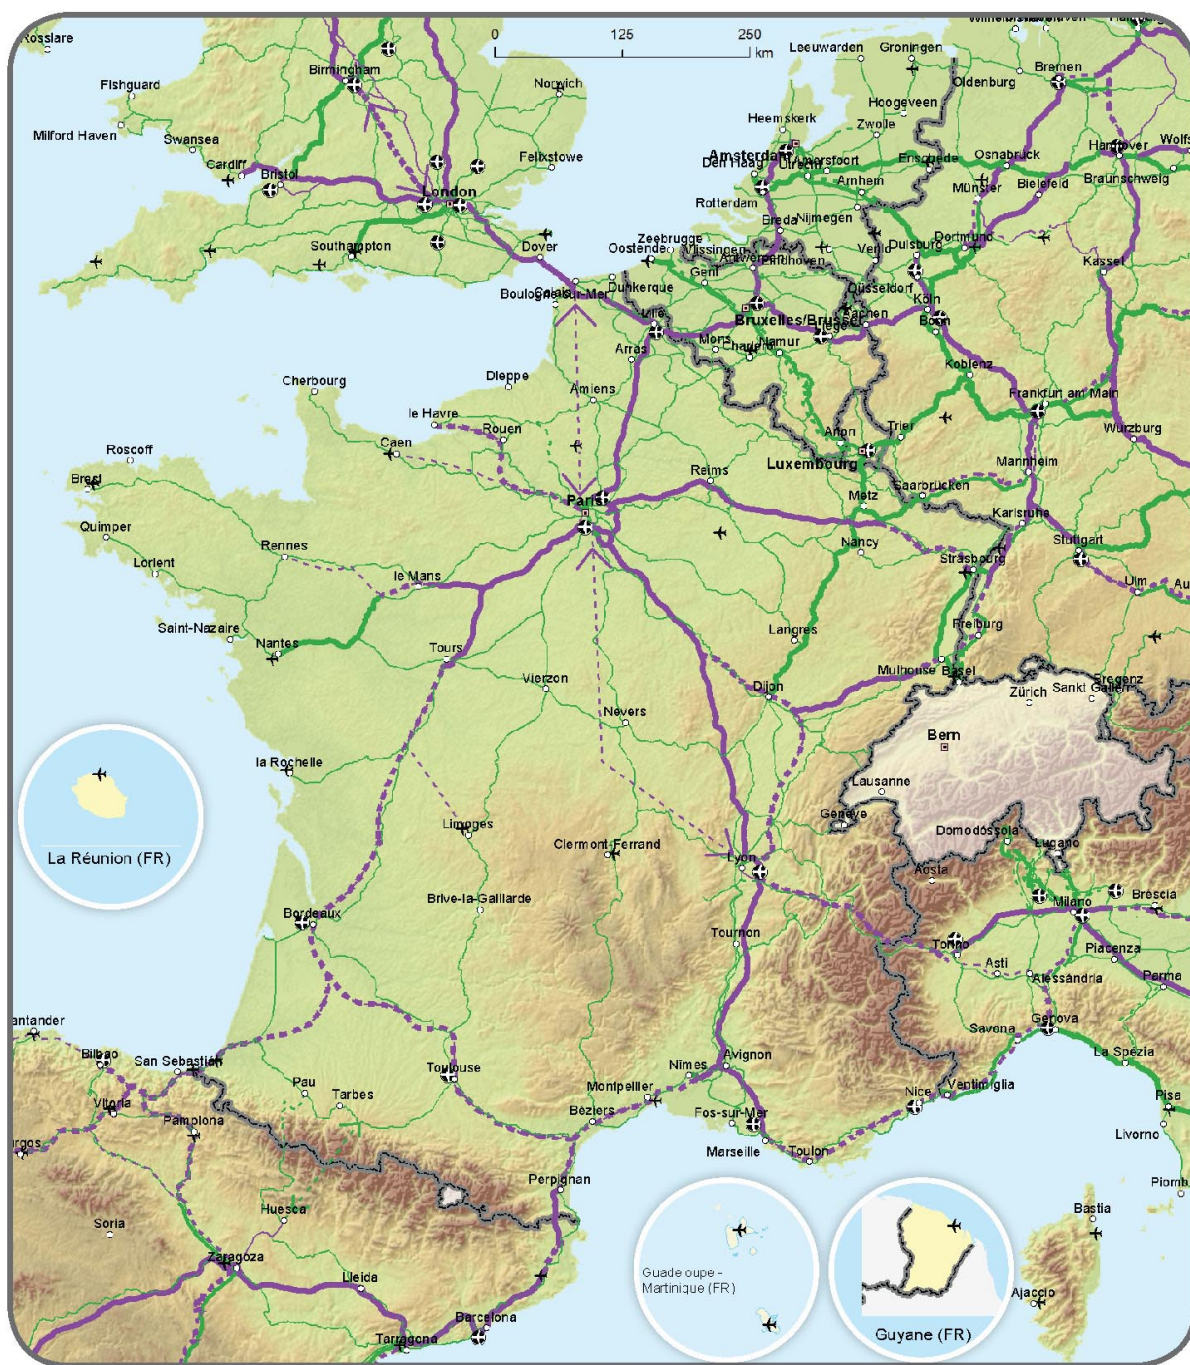 Rosslare
0 125 250
km
Leeuwarden
Groningen
Birmingham
Bremen
Oldenburg
Fishguard
Norwich
Hoogeveen
Heemskerk
Zwolle
Milford Haven
Swansea
Hannover
Amsterdam
Amersfoort
Enschede
Osnabrück
Cardiff
Bristol
Felixstowe
Den Haag
Utrecht
Braunschweig
London
Arnhem
Münster
Bielefeld
Rotterdam
Breda
Nijmegen
Southampton
Dover
Zeebrugge
Vlissingen
Oostende
Venlo
Duisburg
Dortmund
Antwerpen
Eindhoven
Gent
Kassel
Calais
Dunkerque
Düsseldorf
Boulogne-sur-Mer
Köln
Lille
Bruxelles/Brussel
Aachen
Bonn
Liège
Arras
Mons
Charleroi
Namur
Koblenz
Cherbourg
Dieppe
Amiens
Frankfurt am Main
le Havre
Rouen
Caen
Arlon
Trier
Würzburg
Roscoff
Luxembourg
Mannheim
Brest
Reims
Saarbrücken
Paris
Metz
Karlsruhe
Quimper
Rennes
Nancy
Stuttgart
Lorient
le Mans
Strasbourg
Ulm
Saint-Nazaire
Nantes
Langres
Freiburg
Tours
Mulhouse
Basel
Vierzon
Dijon
Bregenz
Zürich
Sankt Gallen
Nevers
Bern
la Rochelle
Lausanne
Genève
Limoges
Clermont-Ferrand
Domodossola
Lugano
La Réunion (FR)
Lyon
Aosta
Brive-la-Gaillarde
Milano
Brescia
Bordeaux
Tournon
Torino
Piacenza
Asti
Alessándria
Parma
antander
Genova
Savona
Bilbao
San Sebastián
Avignon
La Spézia
Toulouse
Nîmes
Pau
Tarbes
Montpellier
Nice
Ventimiglia
Vitoria
Pamplona
Béziers
Fos-sur-Mer
Pisa
urgos
Marseille
Toulon
Livorno
Perpignan
Piomb
Huesca
Bastia
Soria
Zaragoza
Guadeloupe -
Martinique (FR)
Lleida
Ajaccio
Barcelona
Guyane (FR)
Tarragona